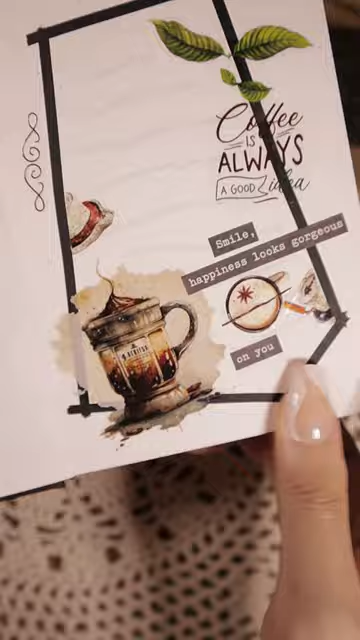 Coffee
IS
ALWAYS
A GOOD idea
Smile,
happiness looks gorgeous
on you